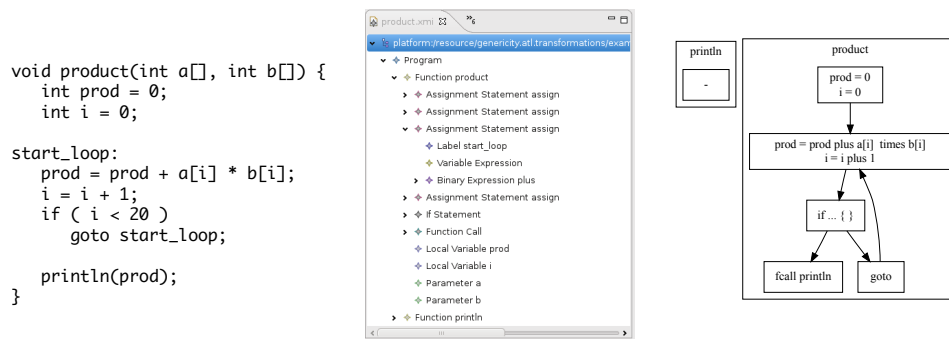 void product(int a[], int b[]) {
int prod = 0;
int i = 0;
start_loop:
prod = prod + a[i] * b[i];
i = i + 1;
if ( i < 20 )
goto start_loop;
println(prod);
}
product.xmi
»6
platform:/resource/genericity.atl.transformations/exam
Program
Function product
Assignment Statement assign
Assignment Statement assign
Assignment Statement assign
Label start_loop
Variable Expression
Binary Expression plus
Assignment Statement assign
If Statement
Function Call
Local Variable prod
Local Variable i
Parameter a
Parameter b
Function println
println
-
product
prod = 0
i = 0
prod = prod plus a[i] times b[i]
i = i plus 1
if ... { }
fcall println
goto